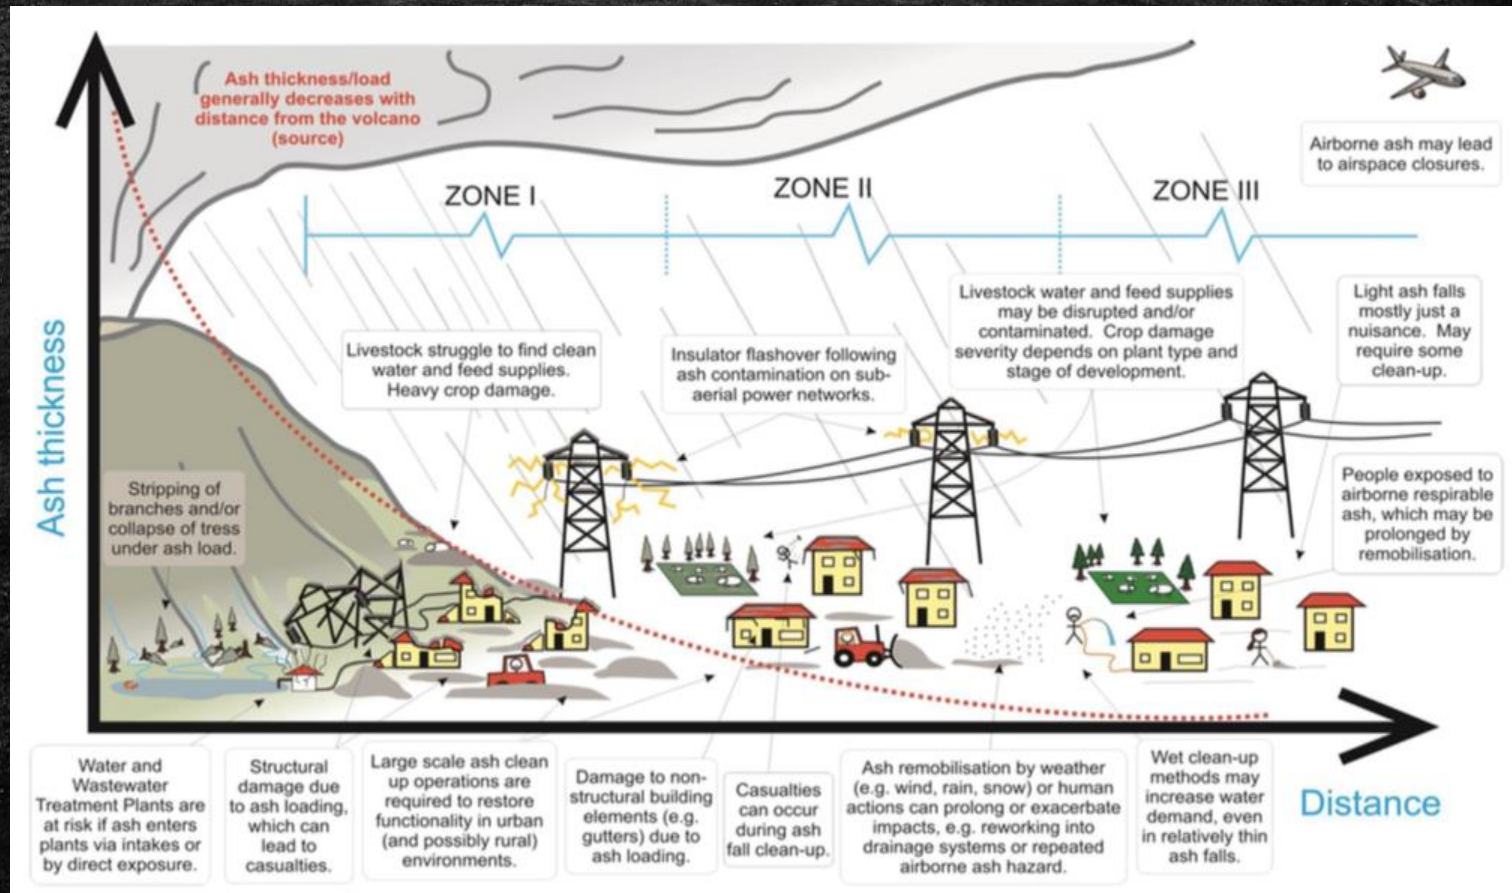 Ash thickness/load
generally decreases with
distance from the volcano
(source)
Airborne ash may lead
to airspace closures.
ZONE I
ZONE II
ZONE III
Livestock struggle to find clean
water and feed supplies.
Heavy crop damage.
Insulator flashover following
ash contamination on sub-
aerial power networks.
Livestock water and feed supplies
may be disrupted and/or
contaminated. Crop damage
severity depends on plant type and
stage of development.
Light ash falls
mostly just a
nuisance. May
require some
clean-up.
Ash thickness
Stripping of
branches and/or
collapse of tress
under ash load.
People exposed to
airborne respirable
ash, which may be
prolonged by
remobilisation.
Water and
Wastewater
Treatment Plants are
at risk if ash enters
plants via intakes or
by direct exposure.
Structural
damage due
to ash loading,
which can
lead to
casualties.
Large scale ash clean
up operations are
required to restore
functionality in urban
(and possibly rural)
environments.
Damage to non-
structural building
elements (e.g.
gutters) due to
ash loading.
Casualties
can occur
during ash
fall clean-up.
Ash remobilisation by weather
(e.g. wind, rain, snow) or human
actions can prolong or exacerbate
impacts, e.g. reworking into
drainage systems or repeated
airborne ash hazard.
Wet clean-up
methods may
increase water
demand, even
in relatively thin
ash falls.
Distance